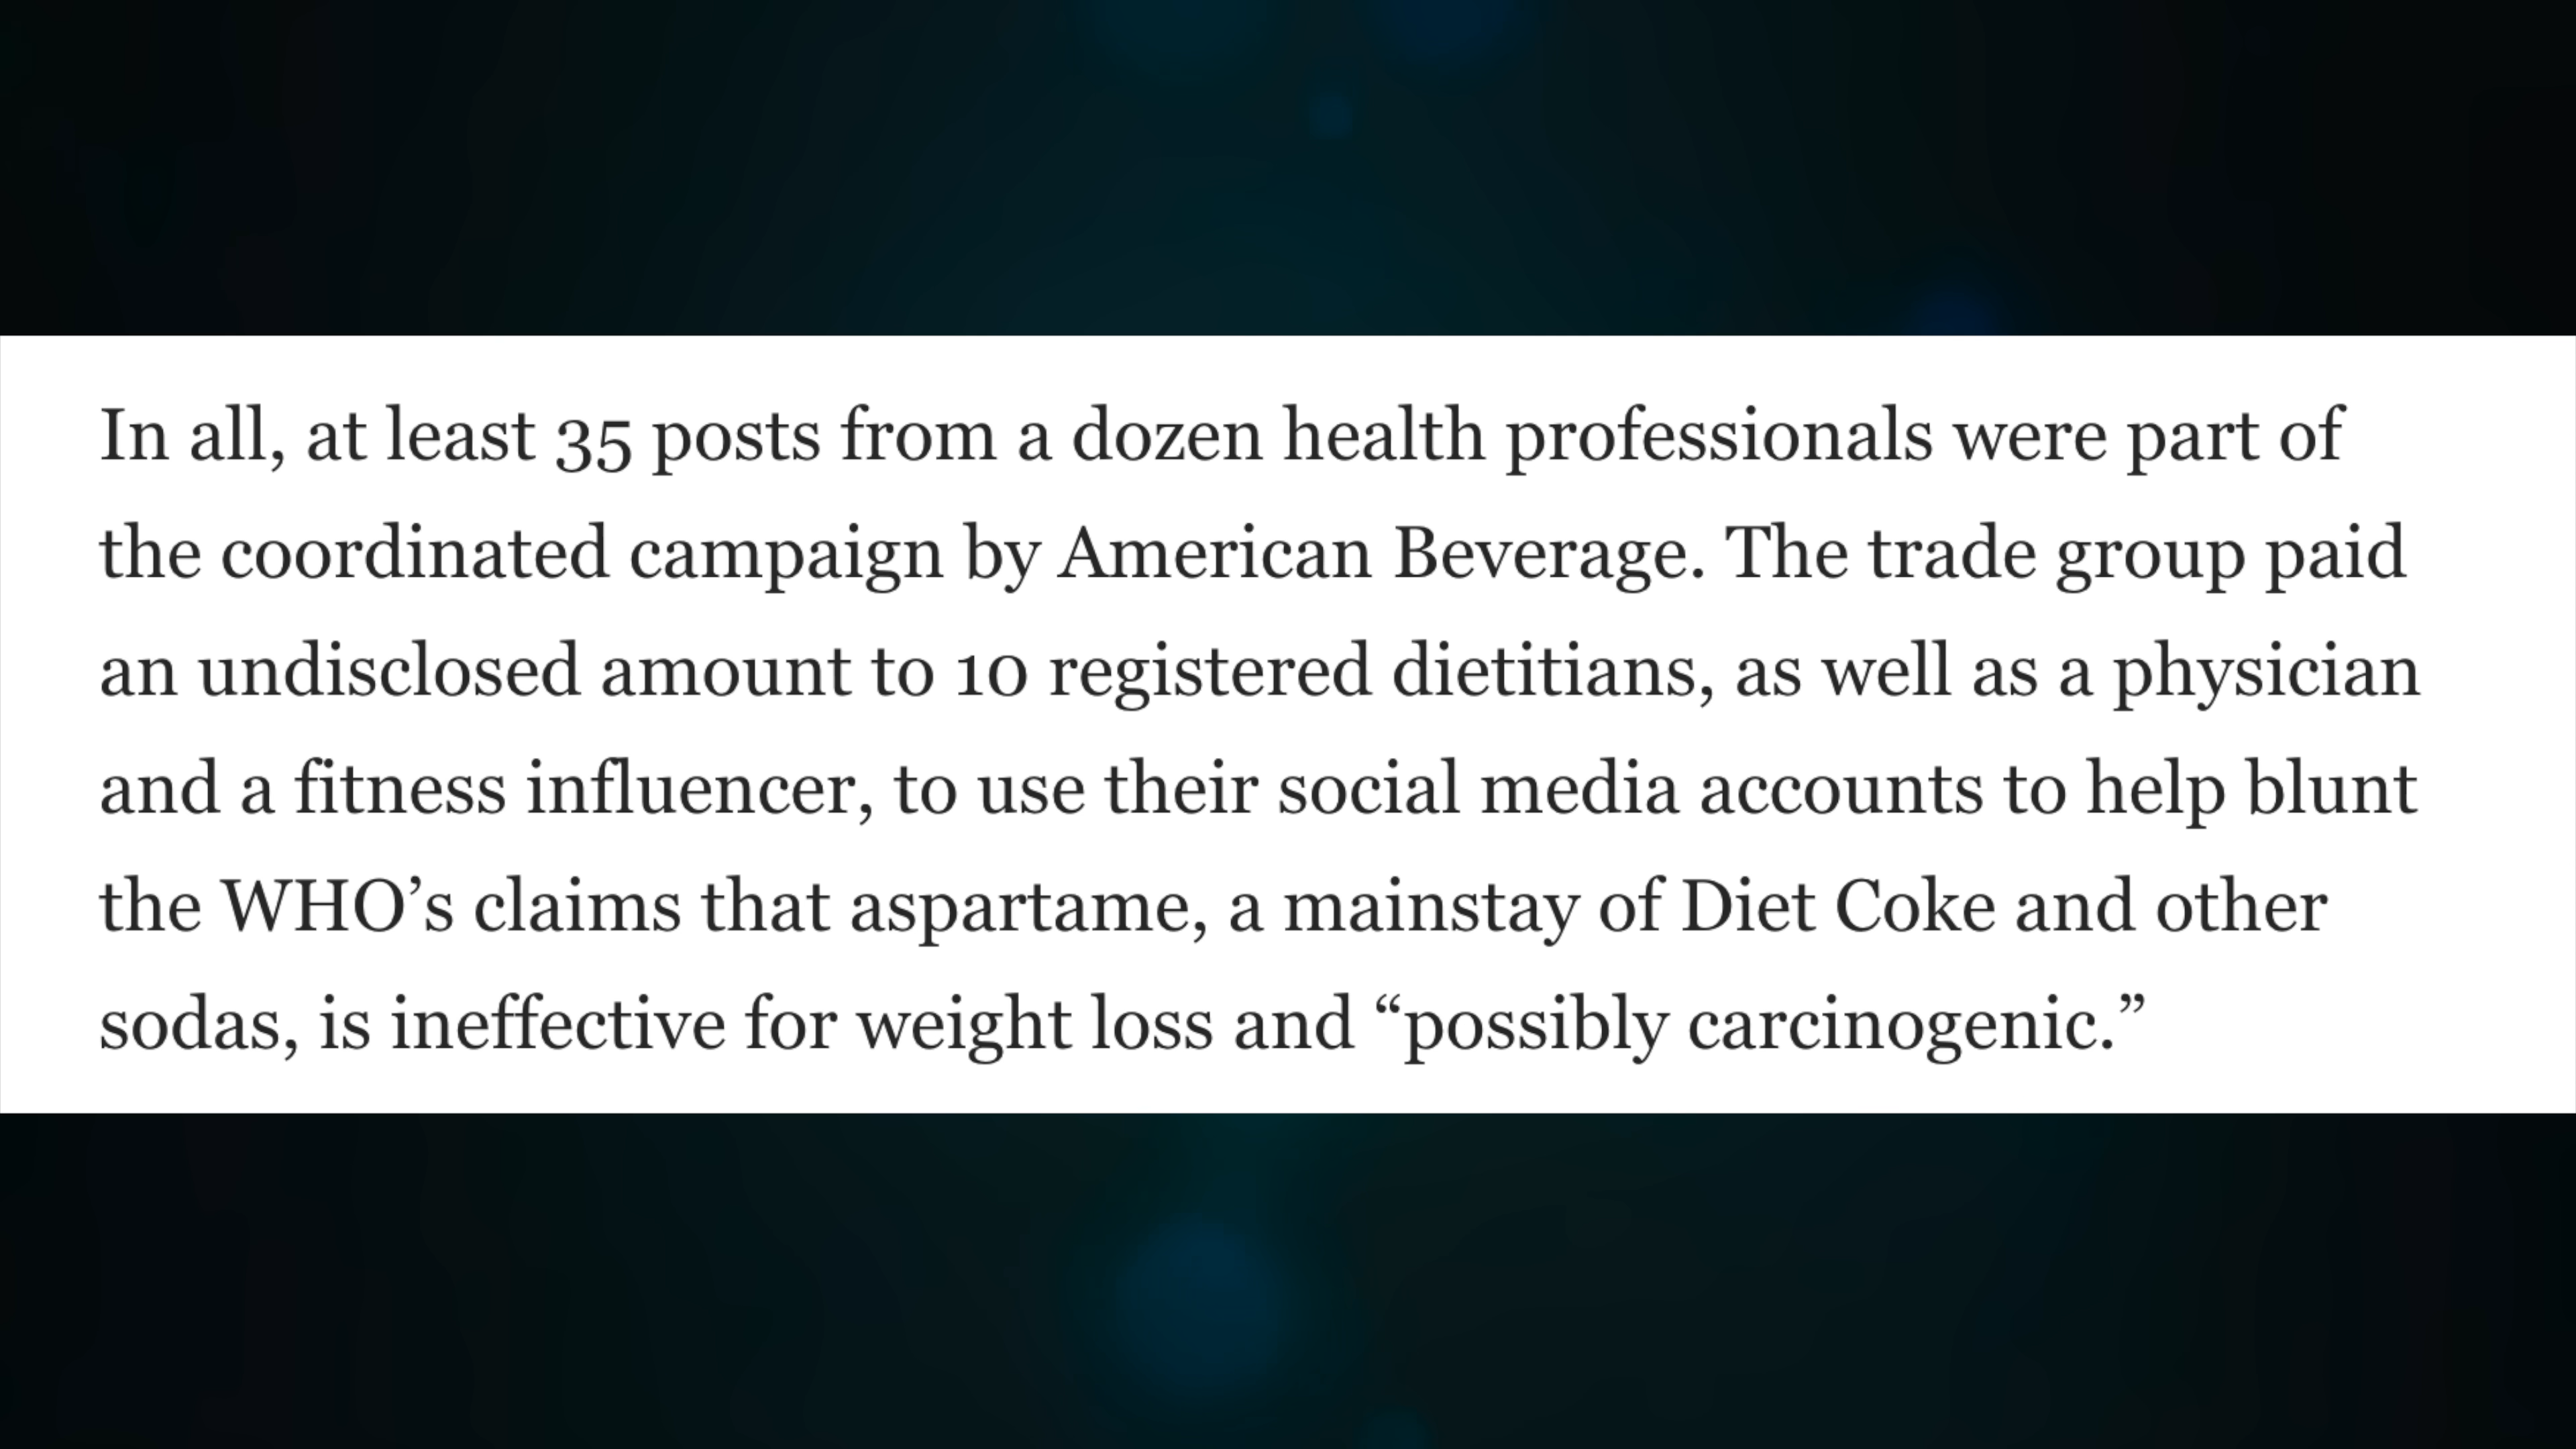 In all, at least 35 posts from a dozen health professionals were part of
the coordinated campaign by American Beverage. The trade group paid
an undisclosed amount to 10 registered dietitians, as well as a physician
and a fitness influencer, to use their social media accounts to help blunt
the WHO’s claims that aspartame, a mainstay of Diet Coke and other
sodas, is ineffective for weight loss and “possibly carcinogenic.”